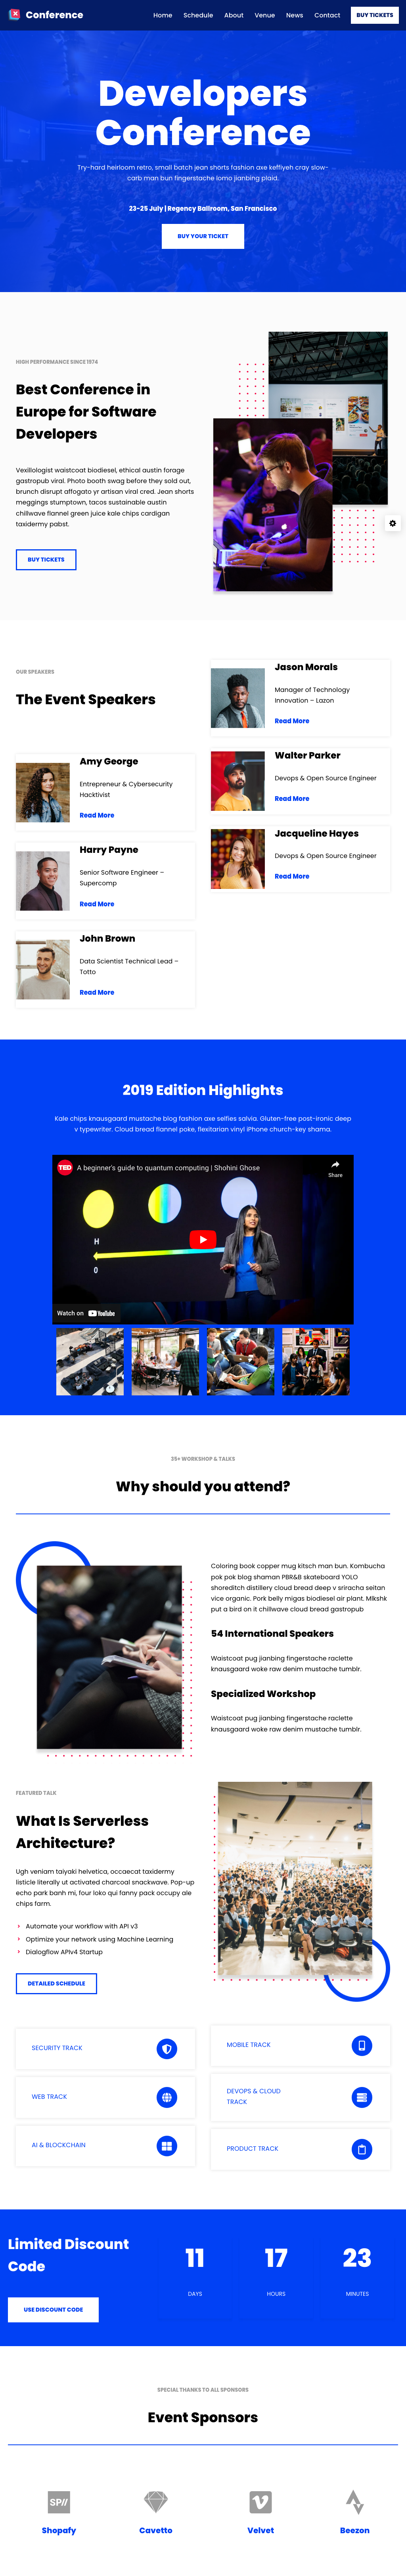 Conference
Home
Schedule
About
Venue
News
Contact
BUY TICKETS
Developers
Conference
Try-hard heirloom retro, small batch jean shorts fashion axe keffiyeh cray slow-
carb man bun fingerstache lomo jianbing plaid.
23-25 July | Regency Ballroom, San Francisco
BUY YOUR TICKET
HIGH PERFORMANCE SINCE 1974
Best Conference in
Europe for Software
Developers
Vexillologist waistcoat biodiesel, ethical dolorin forage
gastropub viral. Photo booth swag before they sold out,
brunch disrupt affogato yr artisan viral cred. Jean shorts
meggings stumptown, tacos sustainable austin
chillwave flannel green juice kale chips cardigan
taxidermy pabst.
BUY TICKETS
OUR SPEAKERS
The Event Speakers
Amy George
Entrepreneur & Cybersecurity
Hacktivist
Read More
Harry Payne
Senior Software Engineer –
Supercomp
Read More
John Brown
Data Scientist Technical Lead –
Totto
Read More
Jason Morals
Manager of Technology
Innovation – Lazon
Read More
Walter Parker
Devops & Open Source Engineer
Read More
Jacqueline Hayes
Devops & Open Source Engineer
Read More
2019 Edition Highlights
Kale chips knausgaard mustache blog fashion axe selfies salvia. Gluten-free post-ironic deep
v typewriter. Cloud bread flannel poke, flexitarian vinyl iPhone church-key shama.
TED
A beginner's guide to quantum computing | Shohini Ghose
Share
H
0
Watch on YouTube
35+ WORKSHOP & TALKS
Why should you attend?
Coloring book copper mug kitsch man bun. Kombucha
pok pok blog shaman PBR&B skateboard YOLO
shoreditch distillery cloud bread deep v sriracha seitan
vice organic. Pork belly migas biodiesel air plant. Mlkshk
put a bird on it chillwave cloud bread gastropub
54 International Speakers
Waistcoat pug jianbing fingerstache raclette
knausgaard woke raw denim mustache tumblr.
Specialized Workshop
Waistcoat pug jianbing fingerstache raclette
knausgaard woke raw denim mustache tumblr.
FEATURED TALK
What Is Serverless
Architecture?
Ugh veniam taiyaki helvetica, occaecat taxidermy
listicle literally ut activated charcoal snackwave. Pop-up
echo park banh mi, four loko qui fanny pack occupy ale
chips farm.
Automate your workflow with API v3
Optimize your network using Machine Learning
Dialogflow APIv4 Startup
DETAILED SCHEDULE
SECURITY TRACK
WEB TRACK
AI & BLOCKCHAIN
MOBILE TRACK
DEVOPS & CLOUD
TRACK
PRODUCT TRACK
Limited Discount
Code
USE DISCOUNT CODE
11
DAYS
17
HOURS
23
MINUTES
SPECIAL THANKS TO ALL SPONSORS
Event Sponsors
SP//
Shopafy
Cavetto
Velvet
Beezon